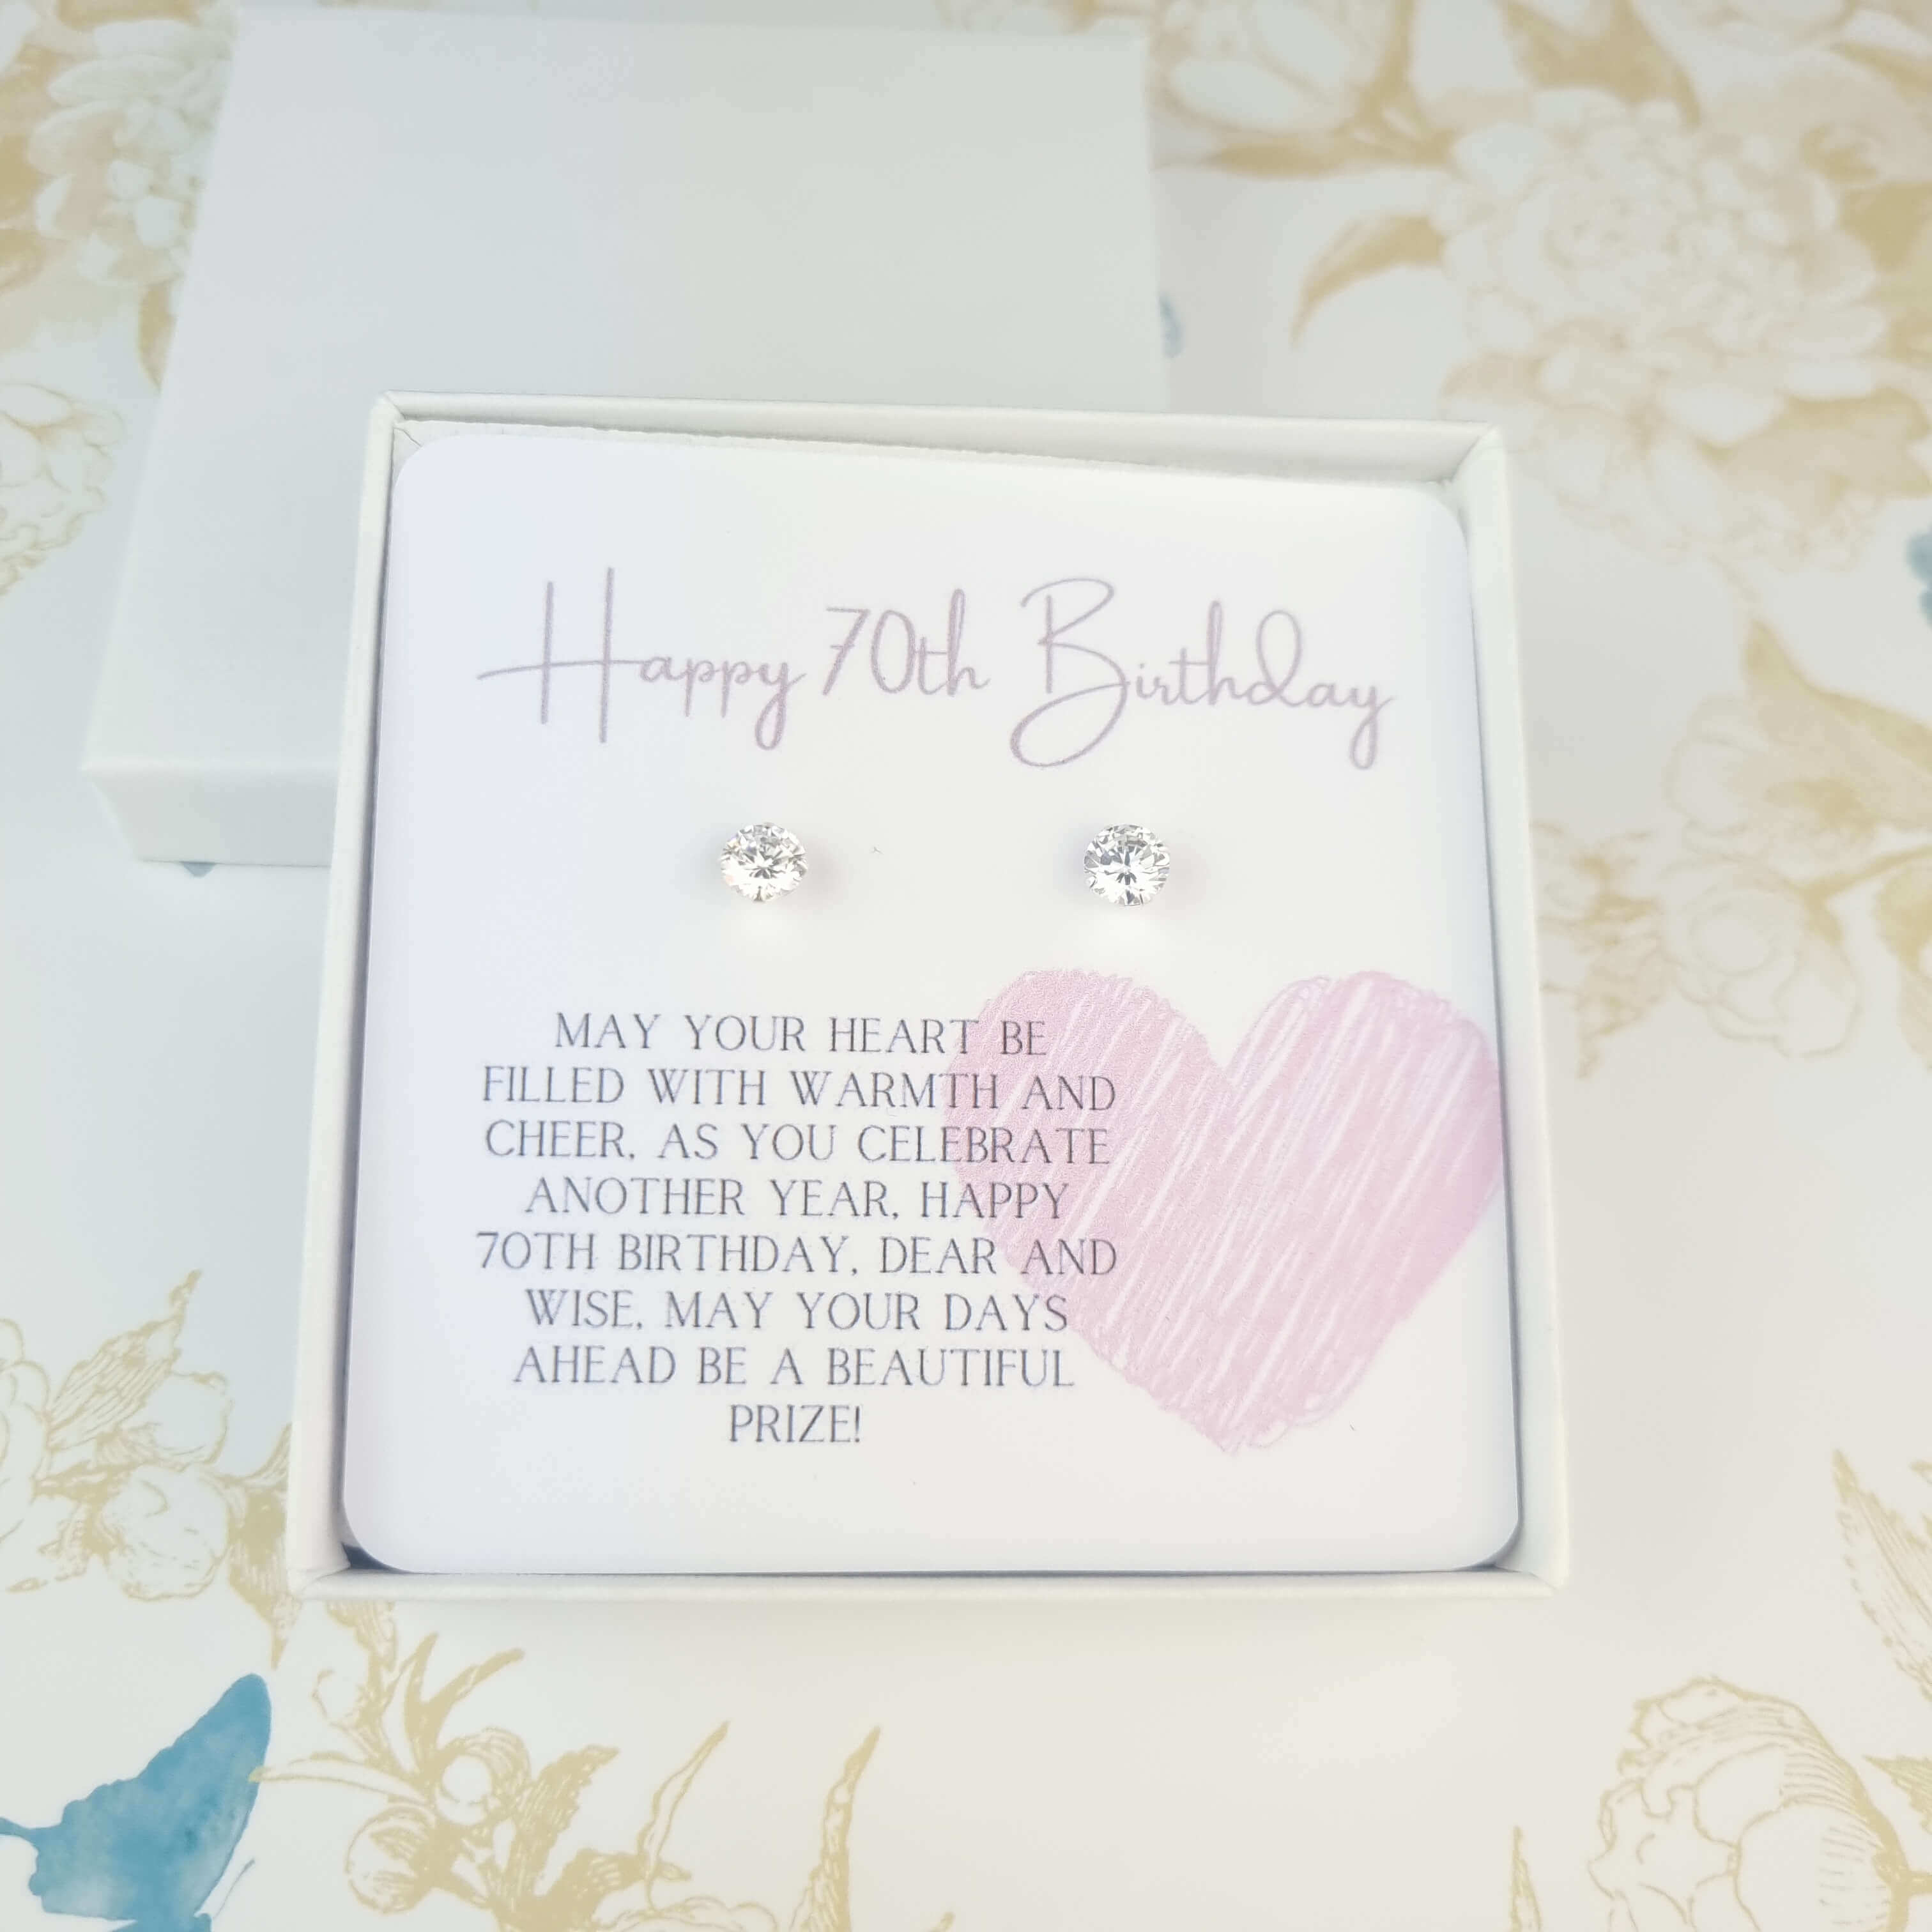 Happy 70th Birthday
MAY YOUR HEART BE
FILLED WITH WARMTH AND
CHEER, AS YOU CELEBRATE
ANOTHER YEAR, HAPPY
70TH BIRTHDAY, DEAR AND
WISE, MAY YOUR DAYS
AHEAD BE A BEAUTIFUL
PRIZE!